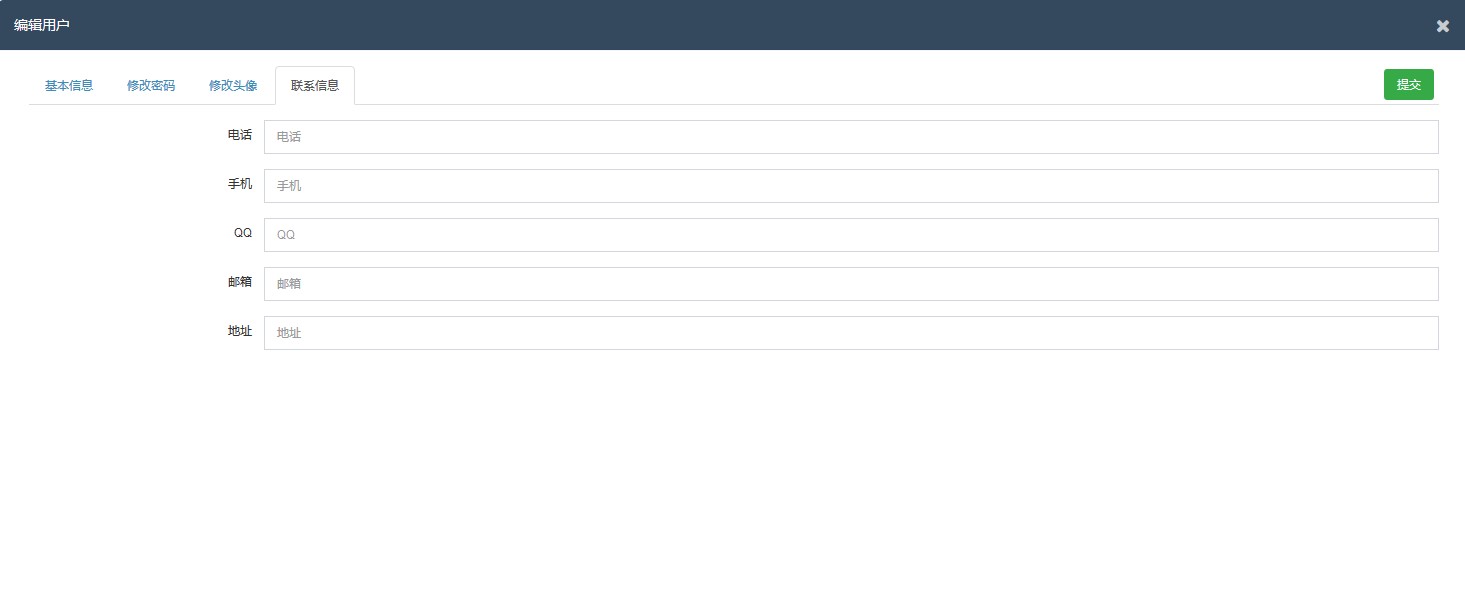 编辑用户
基本信息 修改密码 修改头像 联系信息 提交
电话 电话
手机 手机
QQ QQ
邮箱 邮箱
地址 地址